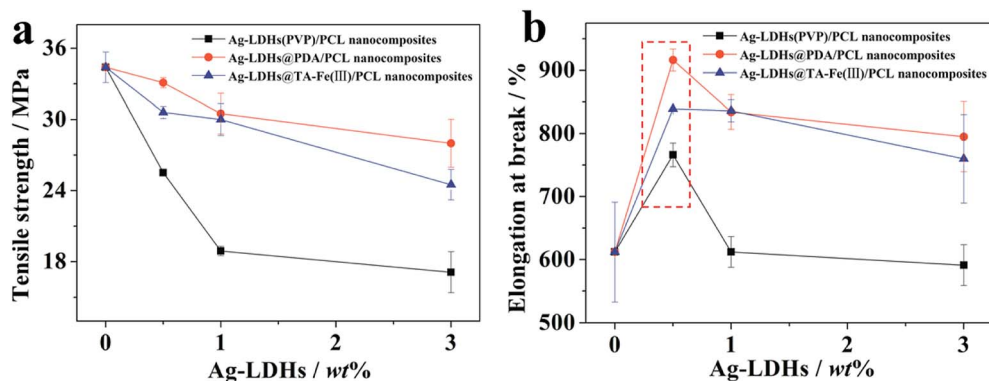 a
Ag-LDHs(PVP)/PCL nanocomposites
Ag-LDHs@PDA/PCL nanocomposites
Ag-LDHs@TA-Fe(III)/PCL nanocomposites
36
30
24
18
Tensile strength / MPa
0 1 2 3
Ag-LDHs / wt%
b
Ag-LDHs(PVP)/PCL nanocomposites
Ag-LDHs@PDA/PCL nanocomposites
Ag-LDHs@TA-Fe(III)/PCL nanocomposites
900
800
700
600
500
Elongation at break / %
0 1 2 3
Ag-LDHs / wt%